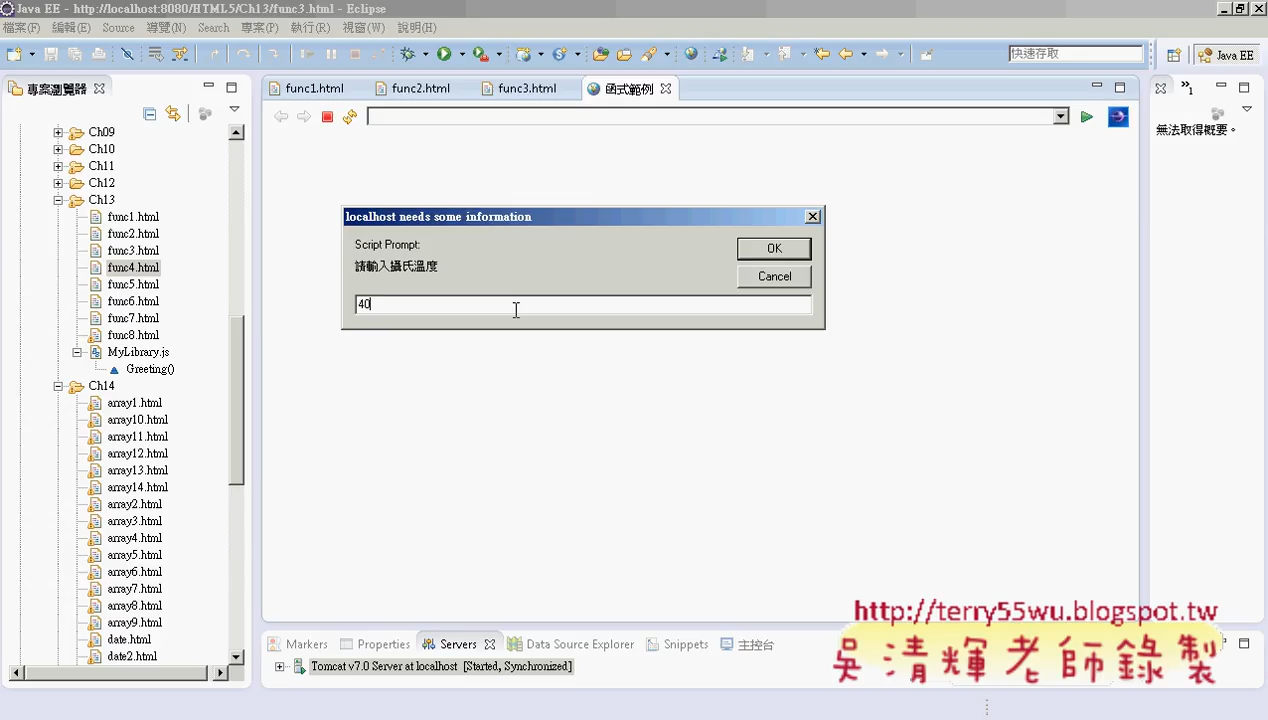 Java EE - http://localhost:8080/HTML5/Ch13/func3.html - Eclipse
檔案(F) 編輯(E) Source 導覽(N) Search 專案(P) 執行(R) 視窗(W) 說明(H)
快速存取
Java EE
專案瀏覽器
func1.html func2.html func3.html 函式範例
1
無法取得概要。
Ch09
Ch10
Ch11
Ch12
Ch13
func1.html
func2.html
func3.html
func4.html
func5.html
func6.html
func7.html
func8.html
MyLibrary.js
Greeting()
Ch14
array1.html
array10.html
array11.html
array12.html
array13.html
array14.html
array2.html
array3.html
array4.html
array5.html
array6.html
array7.html
array8.html
array9.html
date.html
date2.html
localhost needs some information
Script Prompt:
請輸入攝氏溫度
OK
Cancel
40
Markers Properties Servers Data Source Explorer Snippets 主控台
Tomcat v7.0 Server at localhost [Started, Synchronized]
http://terry55wu.blogspot.tw
吳清輝老師錄製